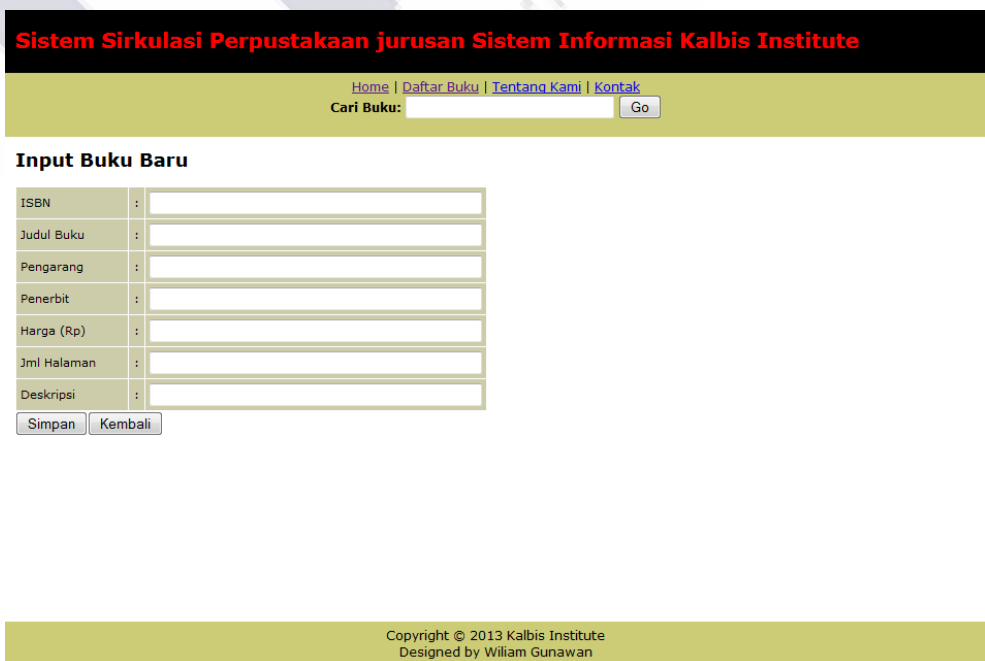 Sistem Sirkulasi Perpustakaan jurusan Sistem Informasi Kalbis Institute
Home | Daftar Buku | Tentang Kami | Kontak
Cari Buku: Go
Input Buku Baru
ISBN :
Judul Buku :
Pengarang :
Penerbit :
Harga (Rp) :
Jml Halaman :
Deskripsi :
Simpan Kembali
Copyright © 2013 Kalbis Institute
Designed by Wiliam Gunawan